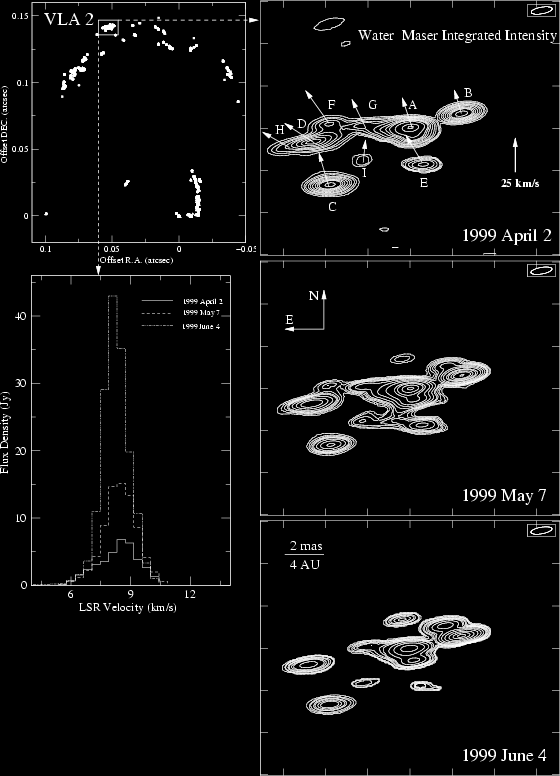 VLA 2
0.15
0.1
0.05
0
Offset DEC. (arcsec)
0.1
0.05
0
−0.05
Offset R.A. (arcsec)
Water Maser Integrated Intensity
F
G
A
B
H
D
I
E
C
25 km/s
1999 April 2
1999 April 2
1999 May 7
1999 June 4
40
30
20
10
0
Flux Density (Jy)
6
9
12
LSR Velocity (km/s)
N
E
1999 May 7
2 mas
4 AU
1999 June 4